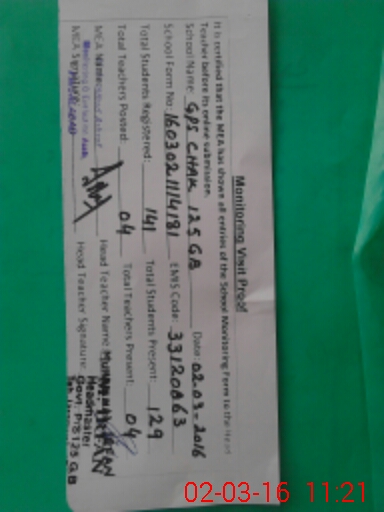 Monitoring Visit Proof
It is certified that the MEA has shown all entries of the School Monitoring Form to the Head
Teacher before its online submission.
School Name: GPS CHAK 125 GB Date: 02-03-2016
School Form No: 1603021114181 EMIS Code: 33120863
Total Students Registered: 141 Total Students Present: 129
Total Teachers Posted: 04 Total Teachers Present: 04
MEA Name Head Teacher Name
MEA Signature Head Teacher Signature:
Headmaster
Govt. P/S 125 G.B
02-03-16 11:21